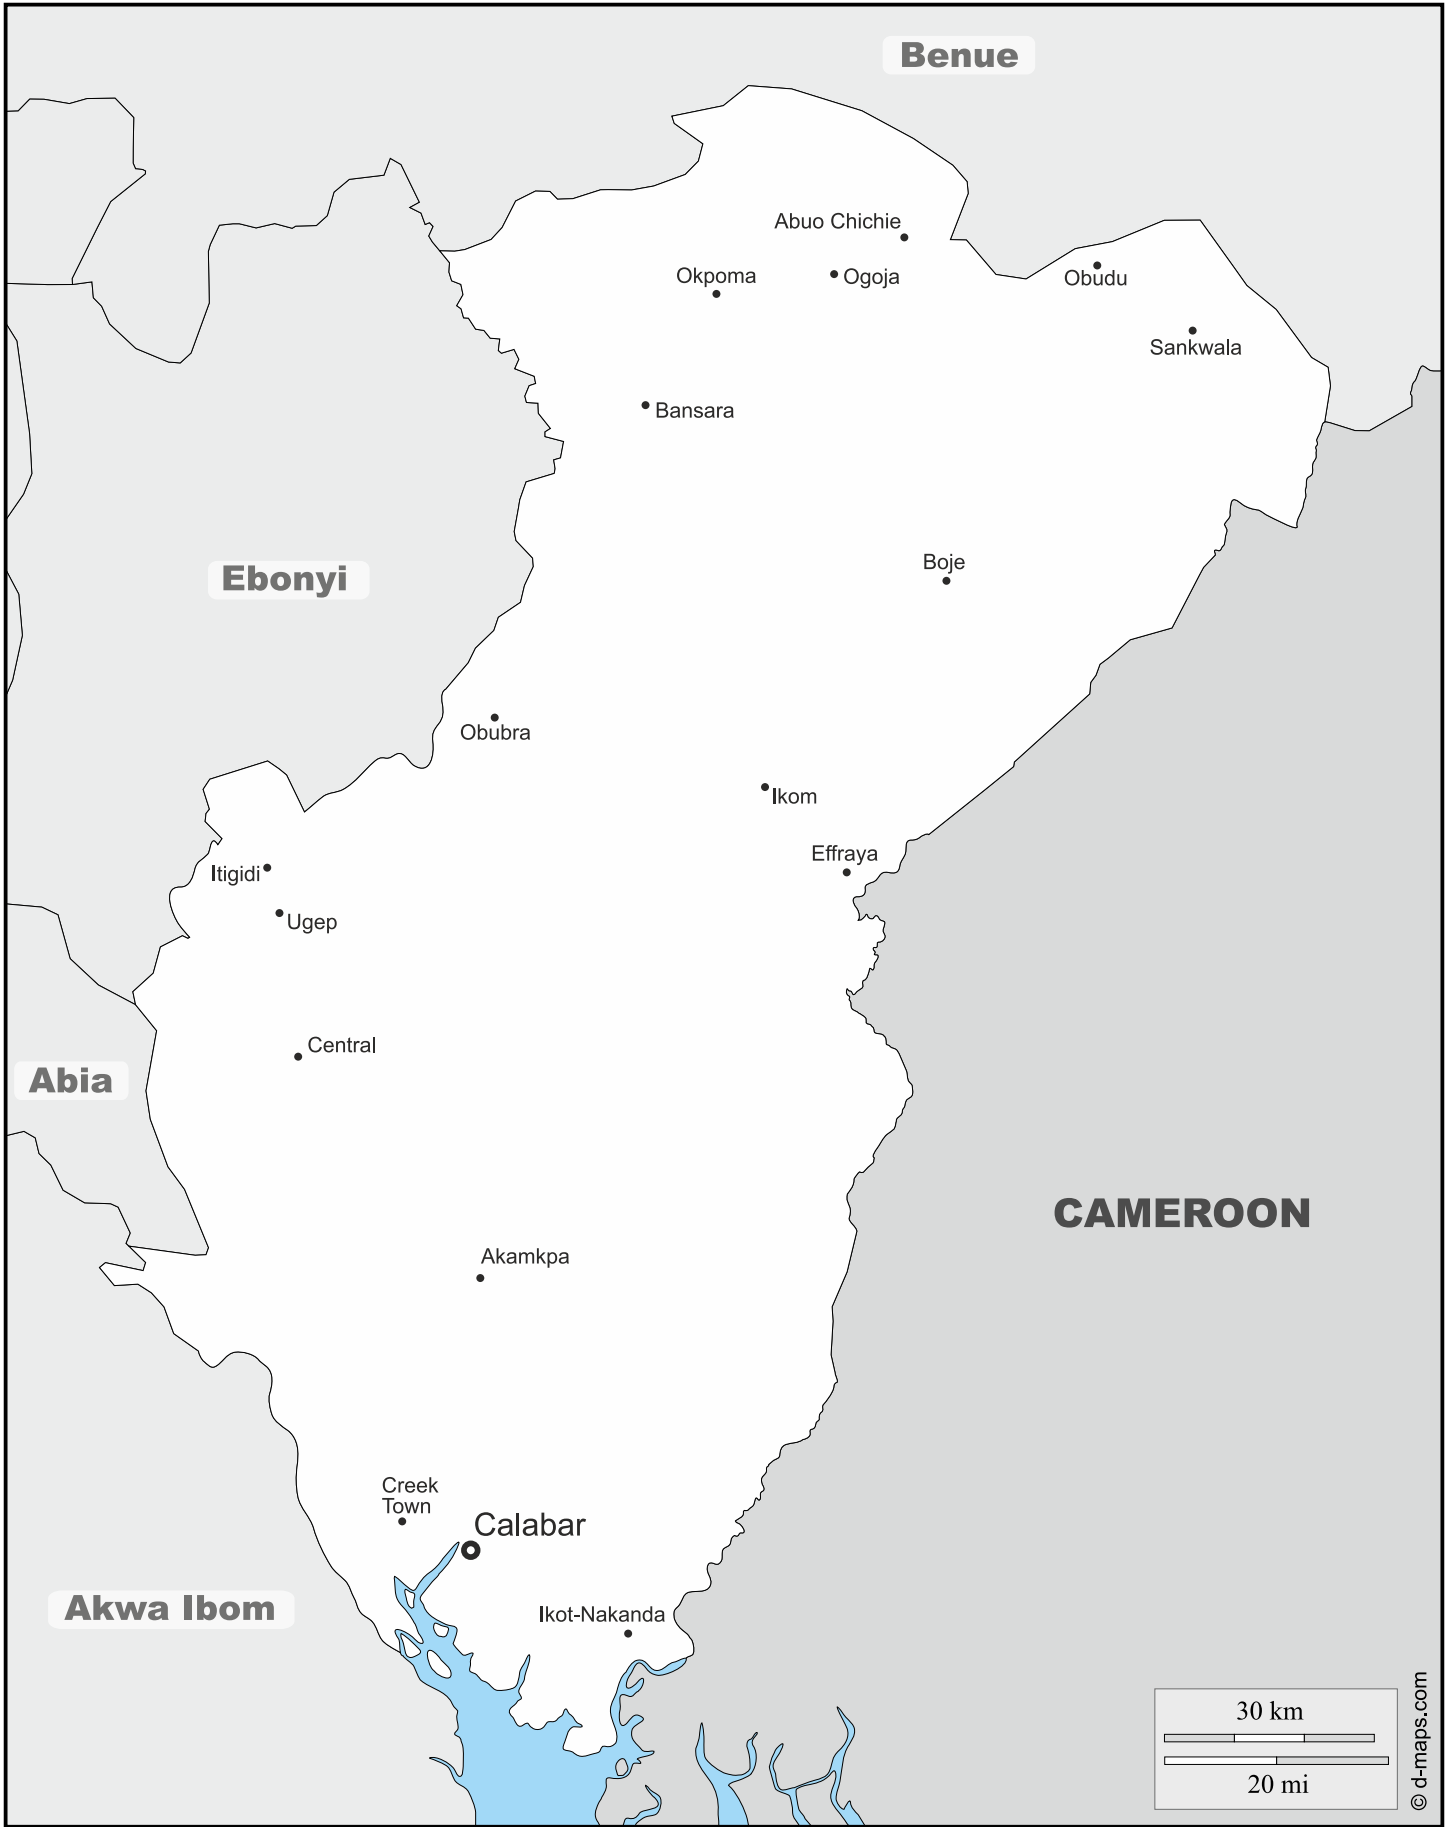 Benue
Abuo Chichie
Okpoma
Ogoja
Obudu
Sankwala
Bansara
Ebonyi
Boje
Obubra
Ikom
Effraya
Itigidi
Ugep
Central
Abia
CAMEROON
Akamkpa
Creek
Town
Calabar
Akwa Ibom
Ikot-Nakanda
30 km
20 mi
© d-maps.com